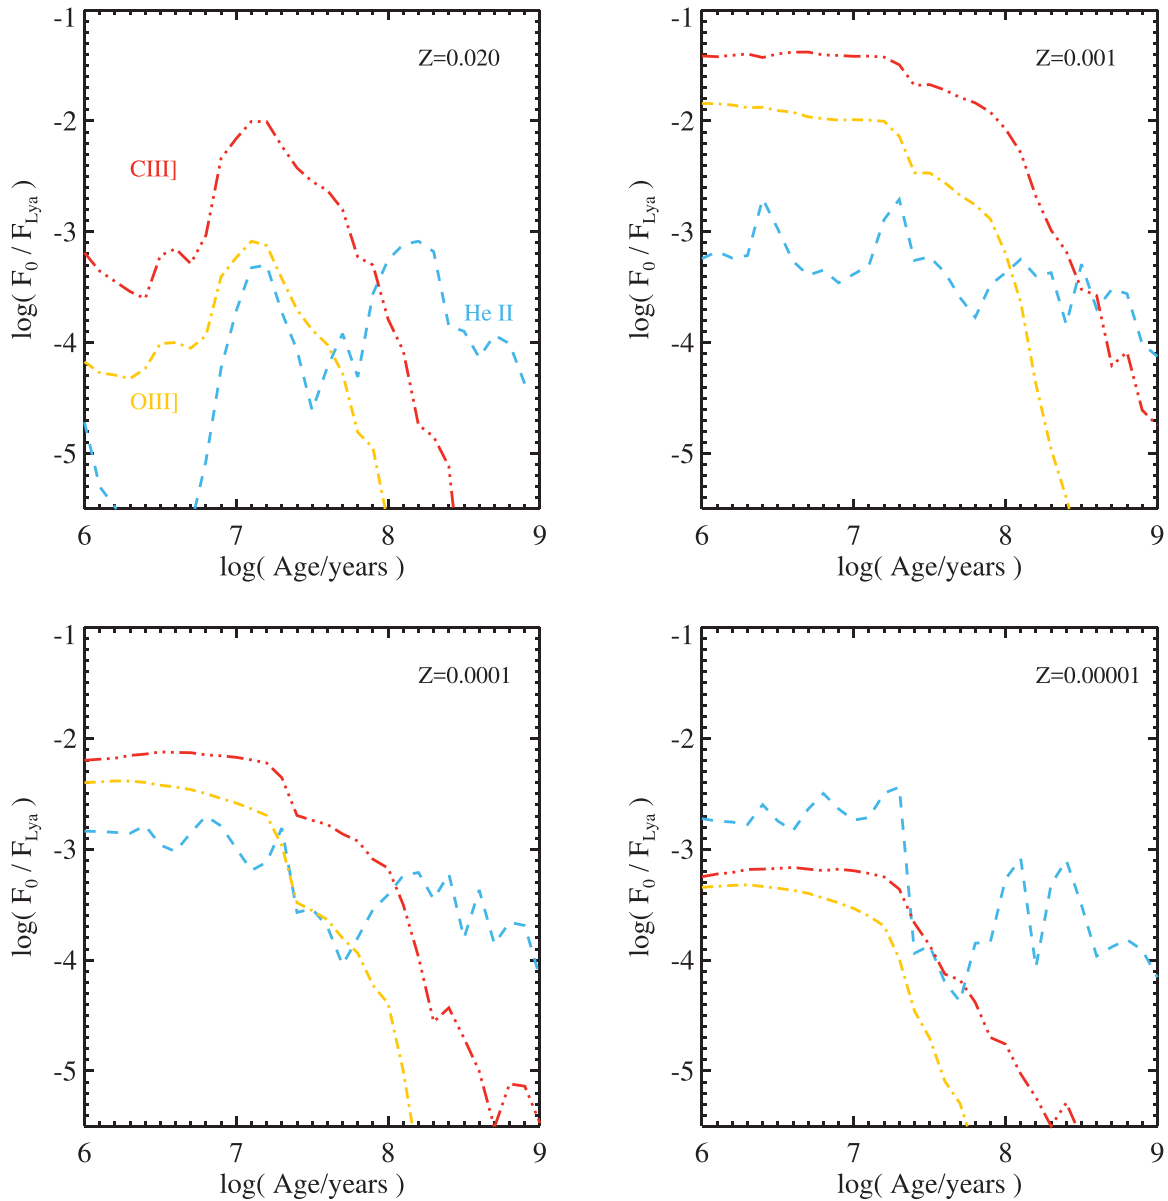 -1
Z=0.020
-2
CIII]
-3
He II
-4
OIII]
-5
log( F0 / FLya )
6 7 8 9
log( Age/years )
-1
Z=0.001
-2
-3
-4
-5
log( F0 / FLya )
6 7 8 9
log( Age/years )
-1
Z=0.0001
-2
-3
-4
-5
log( F0 / FLya )
6 7 8 9
log( Age/years )
-1
Z=0.00001
-2
-3
-4
-5
log( F0 / FLya )
6 7 8 9
log( Age/years )